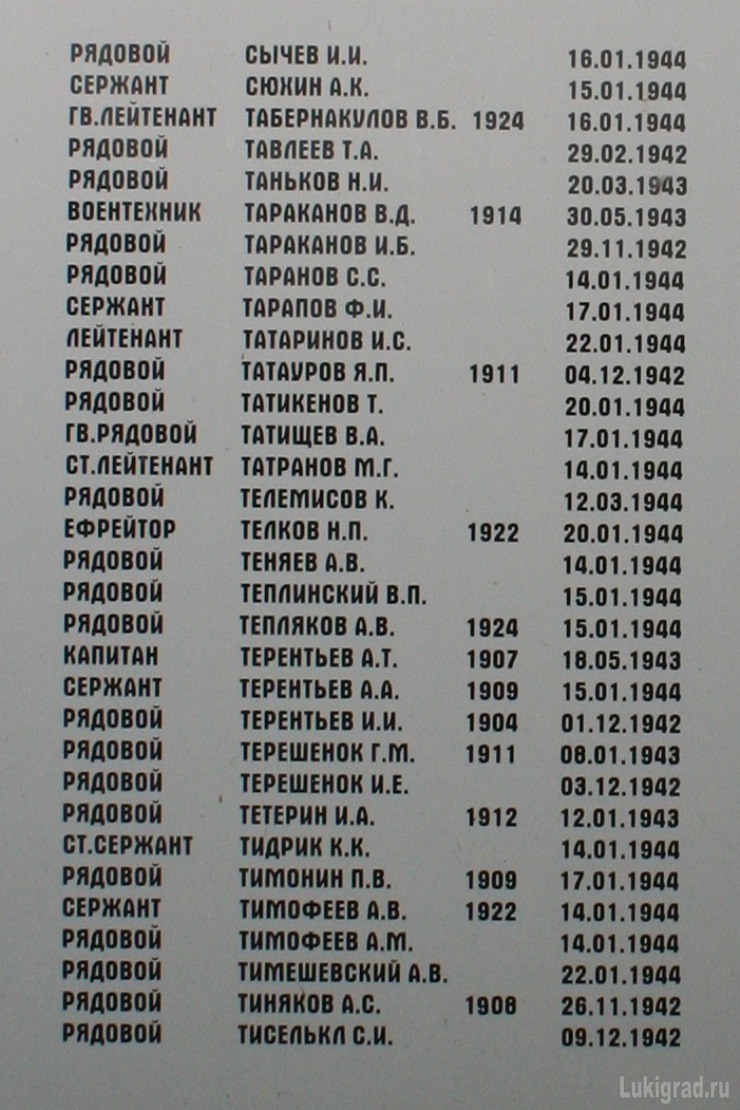 РЯДОВОЙ СЫЧЕВ И.И. 16.01.1944
СЕРЖАНТ СЮХИН А.К. 15.01.1944
ГВ.ЛЕЙТЕНАНТ ТАБЕРНАКУЛОВ В.Б. 1924 16.01.1944
РЯДОВОЙ ТАВЛЕЕВ Т.А. 29.02.1942
РЯДОВОЙ ТАНЬКОВ Н.И. 20.03.1943
ВОЕНТЕХНИК ТАРАКАНОВ В.Д. 1914 30.05.1943
РЯДОВОЙ ТАРАКАНОВ И.Б. 29.11.1942
РЯДОВОЙ ТАРАНОВ С.С. 14.01.1944
СЕРЖАНТ ТАРАПОВ Ф.И. 17.01.1944
ЛЕЙТЕНАНТ ТАТАРИНОВ И.С. 22.01.1944
РЯДОВОЙ ТАТАУРОВ Я.П. 1911 04.12.1942
РЯДОВОЙ ТАТИКЕНОВ Т. 20.01.1944
ГВ.РЯДОВОЙ ТАТИЩЕВ В.А. 17.01.1944
СТ.ЛЕЙТЕНАНТ ТАТРАНОВ М.Г. 14.01.1944
РЯДОВОЙ ТЕЛЕМИСОВ К. 12.03.1944
ЕФРЕЙТОР ТЕЛКОВ Н.П. 1922 20.01.1944
РЯДОВОЙ ТЕНЯЕВ А.В. 14.01.1944
РЯДОВОЙ ТЕПЛИНСКИЙ В.П. 15.01.1944
РЯДОВОЙ ТЕПЛЯКОВ А.В. 1924 15.01.1944
КАПИТАН ТЕРЕНТЬЕВ А.Т. 1907 18.05.1943
СЕРЖАНТ ТЕРЕНТЬЕВ А.А. 1909 15.01.1944
РЯДОВОЙ ТЕРЕНТЬЕВ И.И. 1904 01.12.1942
РЯДОВОЙ ТЕРЕШЕНОК Г.М. 1911 08.01.1943
РЯДОВОЙ ТЕРЕШЕНОК И.Е. 03.12.1942
РЯДОВОЙ ТЕТЕРИН И.А. 1912 12.01.1943
СТ.СЕРЖАНТ ТИДРИК К.К. 14.01.1944
РЯДОВОЙ ТИМОНИН П.В. 1909 17.01.1944
СЕРЖАНТ ТИМОФЕЕВ А.В. 1922 14.01.1944
РЯДОВОЙ ТИМОФЕЕВ А.М. 14.01.1944
РЯДОВОЙ ТИМЕШЕВСКИЙ А.В. 22.01.1944
РЯДОВОЙ ТИНЯКОВ А.С. 1908 26.11.1942
РЯДОВОЙ ТИСЕЛЬКЛ С.И. 09.12.1942
Lukigrad.ru